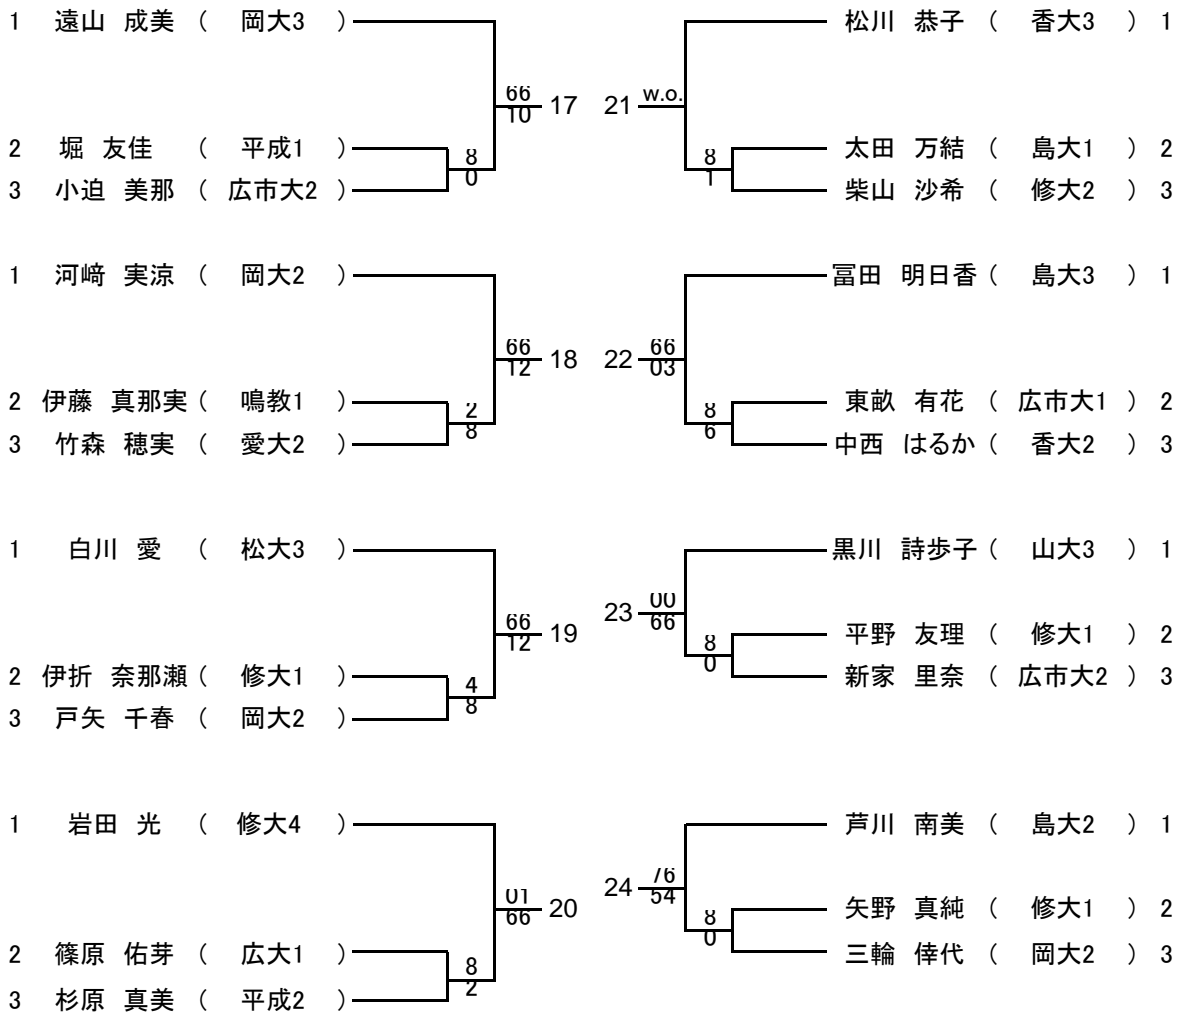 1 遠山 成美 ( 岡大3 )
66
10 17
2 堀 友佳 ( 平成1 )
8
0
3 小迫 美那 ( 広市大2 )
1 河﨑 実涼 ( 岡大2 )
66
12 18
2 伊藤 真那実 ( 鳴教1 )
2
8
3 竹森 穂実 ( 愛大2 )
1 白川 愛 ( 松大3 )
66
12 19
2 伊折 奈那瀬 ( 修大1 )
4
8
3 戸矢 千春 ( 岡大2 )
1 岩田 光 ( 修大4 )
01
66 20
2 篠原 佑芽 ( 広大1 )
8
2
3 杉原 真美 ( 平成2 )
松川 恭子 ( 香大3 ) 1
21 w.o.
太田 万結 ( 島大1 ) 2
8
1
柴山 沙希 ( 修大2 ) 3
冨田 明日香 ( 島大3 ) 1
22 66
03
東畝 有花 ( 広市大1 ) 2
8
6
中西 はるか ( 香大2 ) 3
黒川 詩歩子 ( 山大3 ) 1
23 00
66
平野 友理 ( 修大1 ) 2
8
0
新家 里奈 ( 広市大2 ) 3
芦川 南美 ( 島大2 ) 1
24 76
54
矢野 真純 ( 修大1 ) 2
8
0
三輪 倖代 ( 岡大2 ) 3